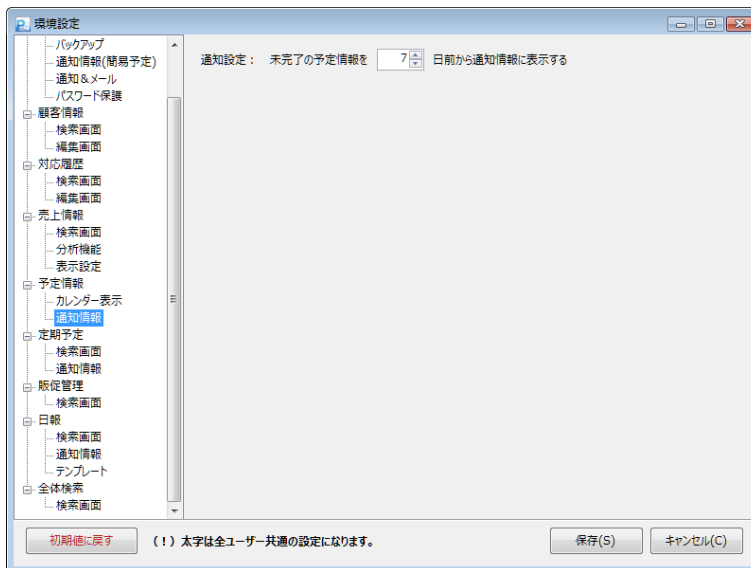 環境設定
バックアップ
通知情報(簡易予定)
通知&メール
パスワード保護
顧客情報
検索画面
編集画面
対応履歴
検索画面
編集画面
売上情報
検索画面
分析機能
表示設定
予定情報
カレンダー表示
通知情報
定期予定
検索画面
通知情報
販促管理
検索画面
日報
検索画面
通知情報
テンプレート
全体検索
検索画面
通知設定： 未完了の予定情報を 7 日前から通知情報に表示する
初期値に戻す (！)太字は全ユーザー共通の設定になります。 保存(S) キャンセル(C)